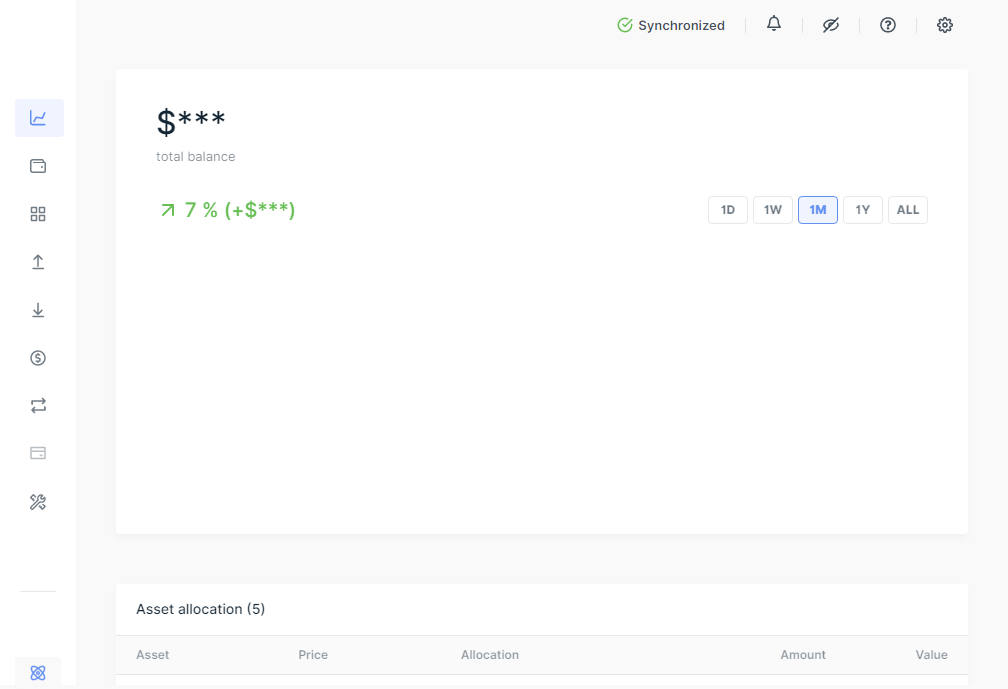 Synchronized
$***
total balance
7 % (+$***)
1D 1W 1M 1Y ALL
Asset allocation (5)
Asset Price Allocation Amount Value